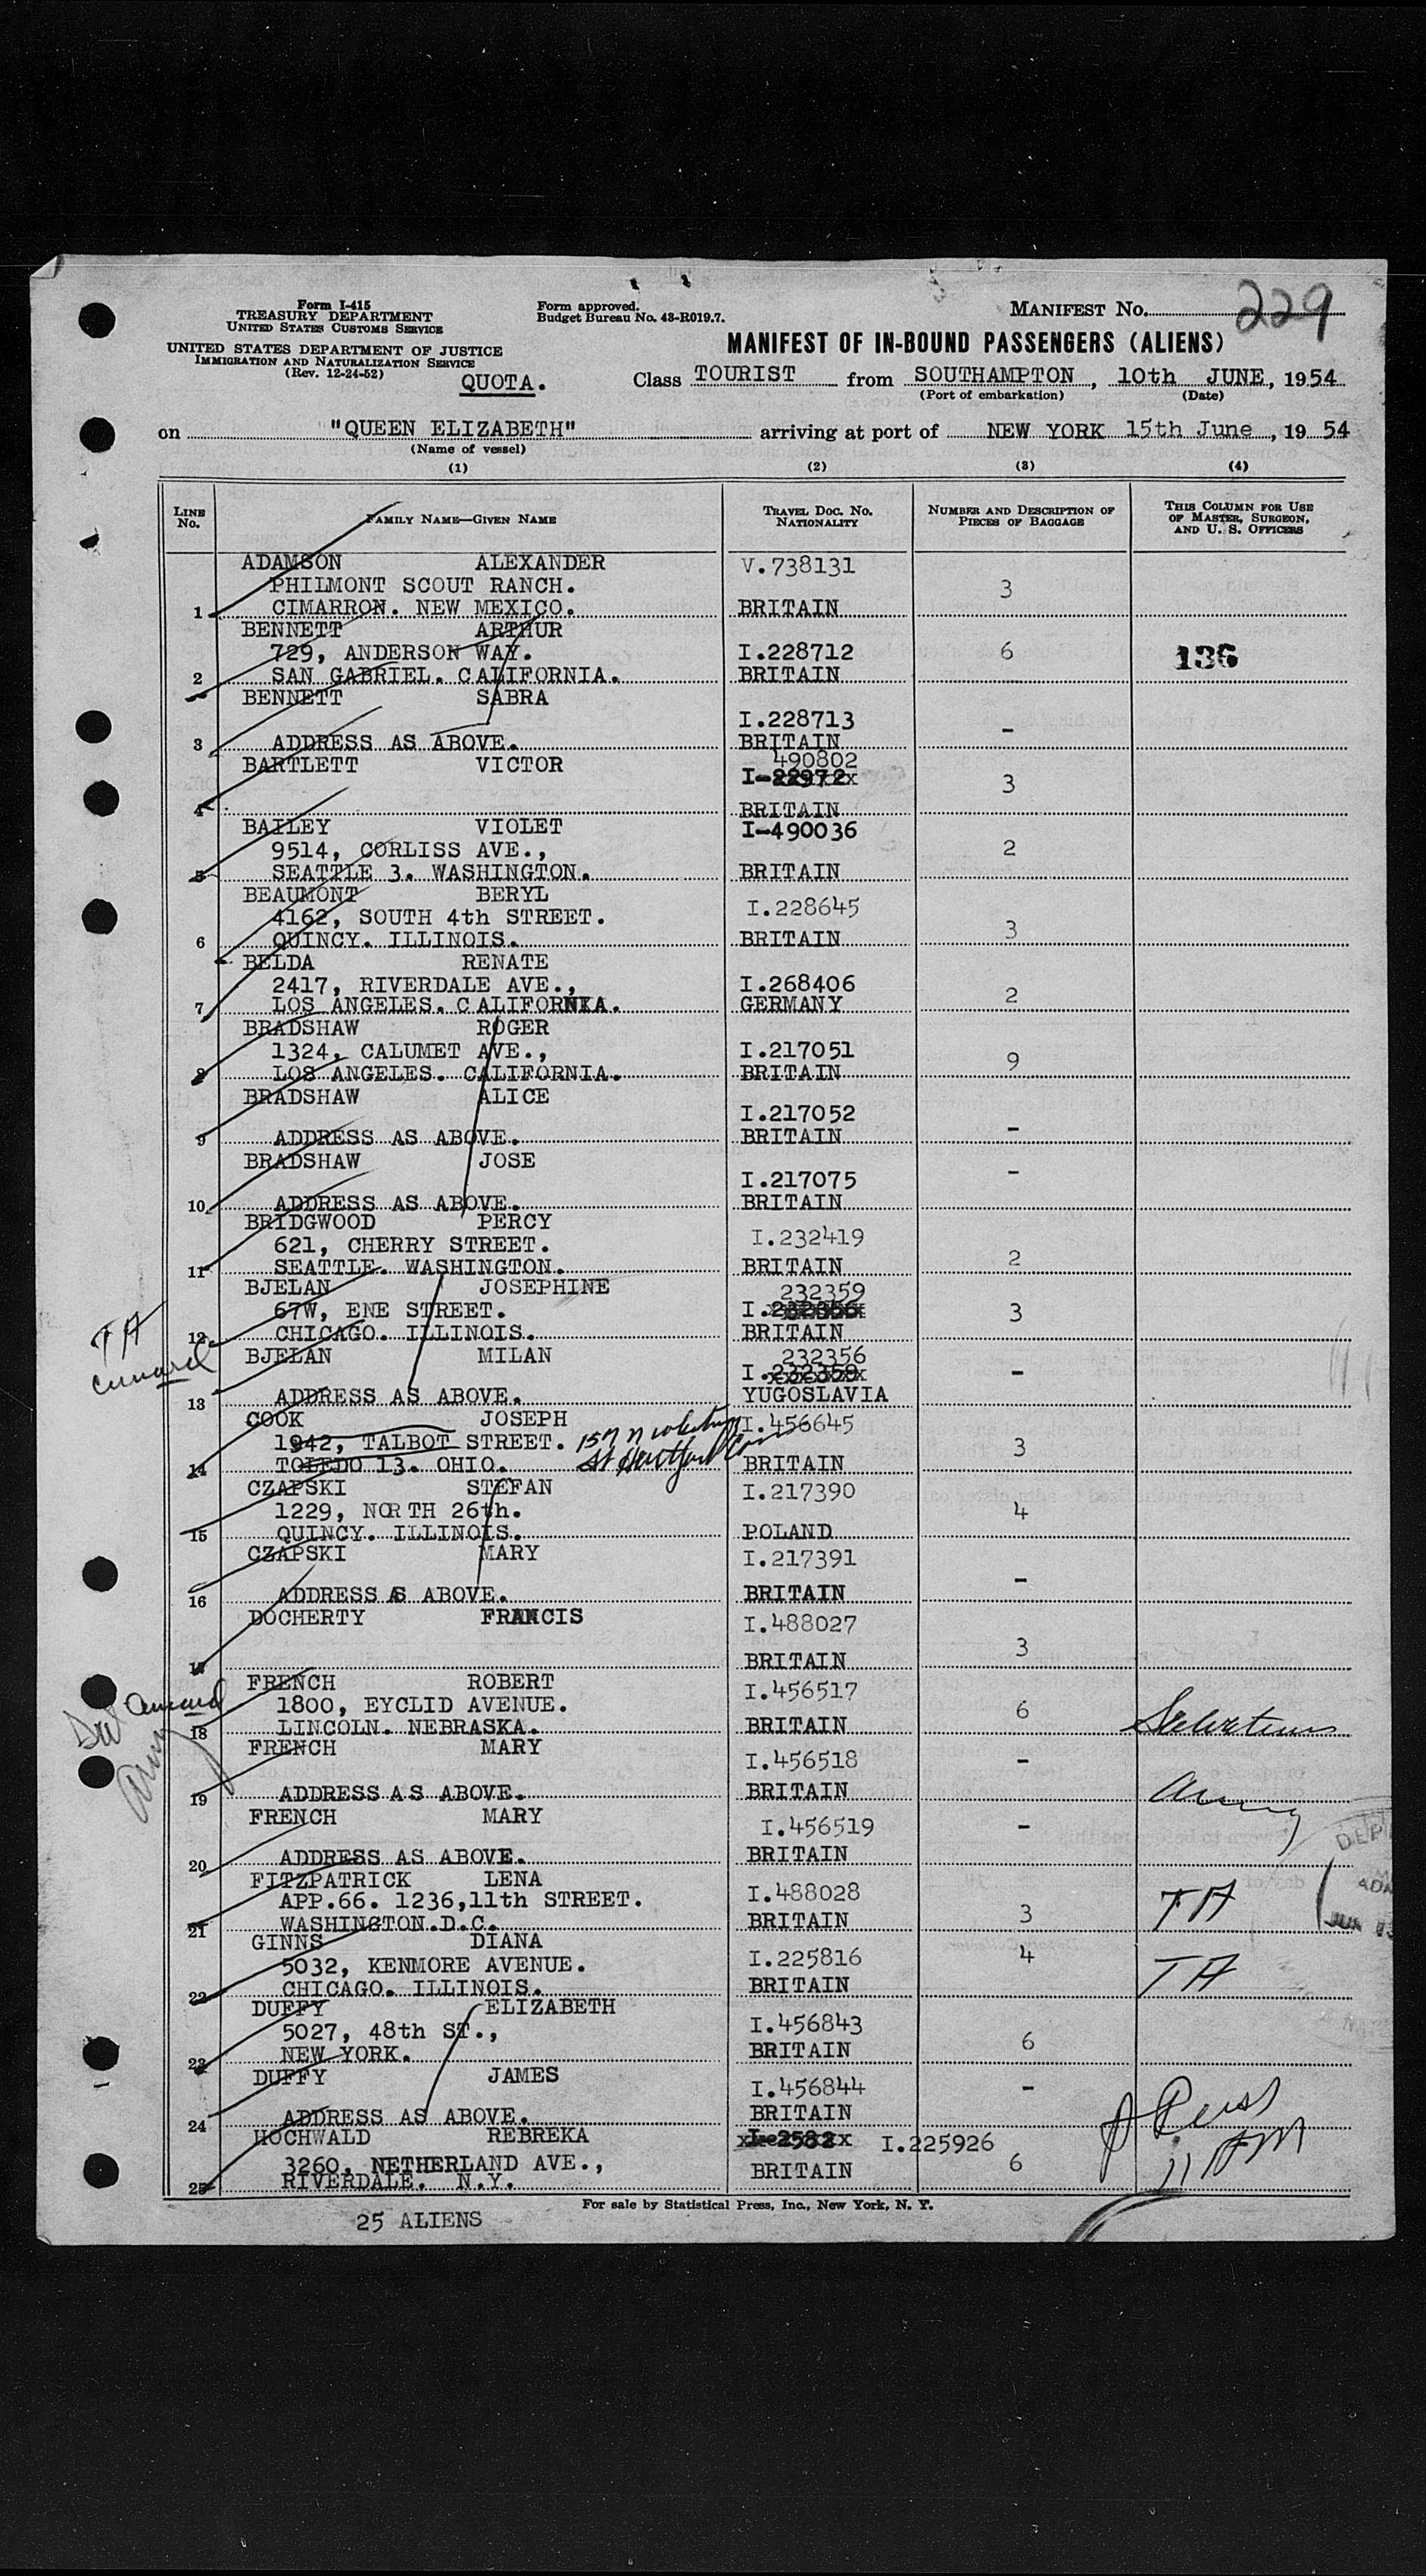 Form I-415
TREASURY DEPARTMENT
UNITED STATES CUSTOMS SERVICE
UNITED STATES DEPARTMENT OF JUSTICE
IMMIGRATION AND NATURALIZATION SERVICE
(Rev. 12-24-52)
QUOTA.
Form approved.
Budget Bureau No. 43-R019.7.
MANIFEST NO. 229
MANIFEST OF IN-BOUND PASSENGERS (ALIENS)
Class TOURIST from SOUTHAMPTON, 10th JUNE, 1954
(Port of embarkation) (Date)
on "QUEEN ELIZABETH" arriving at port of NEW YORK 15th June, 19 54
(Name of vessel)
(1) (2) (3) (4)
LINE NO. FAMILY NAME—GIVEN NAME TRAVEL DOC. NO. NATIONALITY NUMBER AND DESCRIPTION OF PIECES OF BAGGAGE THIS COLUMN FOR USE OF MASTER, SURGEON, AND U. S. OFFICERS
ADAMSON ALEXANDER V.738131
PHILMONT SCOUT RANCH. 3
1 CIMARRON. NEW MEXICO. BRITAIN
BENNETT ARTHUR
729, ANDERSON WAY. I.228712 6 136
2 SAN GABRIEL. CALIFORNIA. BRITAIN
BENNETT SABRA
I.228713 -
3 ADDRESS AS ABOVE. BRITAIN
BARTLETT VICTOR 490802
I-22972xx 3
4 BRITAIN
BAILEY VIOLET I-490036
9514, CORLISS AVE., 2
5 SEATTLE 3. WASHINGTON. BRITAIN
BEAUMONT BERYL
4162, SOUTH 4th STREET. I.228645 3
6 QUINCY. ILLINOIS. BRITAIN
BELDA RENATE
2417, RIVERDALE AVE., I.268406 2
7 LOS ANGELES. CALIFORNIA. GERMANY
BRADSHAW ROGER
1324, CALUMET AVE., I.217051 9
8 LOS ANGELES. CALIFORNIA. BRITAIN
BRADSHAW ALICE
I.217052 -
9 ADDRESS AS ABOVE. BRITAIN
BRADSHAW JOSE -
I.217075
10 ADDRESS AS ABOVE. BRITAIN
BRIDGWOOD PERCY
621, CHERRY STREET. I.232419 2
11 SEATTLE. WASHINGTON. BRITAIN
BJELAN JOSEPHINE 232359
67W, ENE STREET. I.232356 3
TA
12 CHICAGO. ILLINOIS. BRITAIN
cunard
BJELAN MILAN 232356
I.232359 -
13 ADDRESS AS ABOVE. YUGOSLAVIA
COOK JOSEPH I.456645
1942, TALBOT STREET. 157 n 3
14 TOLEDO 13. OHIO. St Hartford Conn BRITAIN
CZAPSKI STEFAN I.217390
1229, NORTH 26th. 4
15 QUINCY. ILLINOIS. POLAND
CZAPSKI MARY I.217391
-
16 ADDRESS AS ABOVE. BRITAIN
DOCHERTY FRANCIS I.488027
3
17 BRITAIN
FRENCH ROBERT I.456517
cunard
1800, EYCLID AVENUE. 6
18 LINCOLN. NEBRASKA. BRITAIN Salvation
FRENCH MARY I.456518 -
19 ADDRESS AS ABOVE. BRITAIN Army
FRENCH MARY I.456519 -
20 ADDRESS AS ABOVE. BRITAIN
FITZPATRICK LENA
APP.66. 1236,11th STREET. I.488028 3 TA
21 WASHINGTON.D.C. BRITAIN
GINNS DIANA 4
5032, KENMORE AVENUE. I.225816 TA
22 CHICAGO. ILLINOIS. BRITAIN
DUFFY ELIZABETH
5027, 48th ST., I.456843 6
23 NEW YORK. BRITAIN
DUFFY JAMES I.456844 -
24 ADDRESS AS ABOVE. BRITAIN
HOCHWALD REBREKA I.225926
3260, NETHERLAND AVE., 6 11 AM
25 RIVERDALE. N.Y. BRITAIN
For sale by Statistical Press, Inc., New York, N. Y.
25 ALIENS